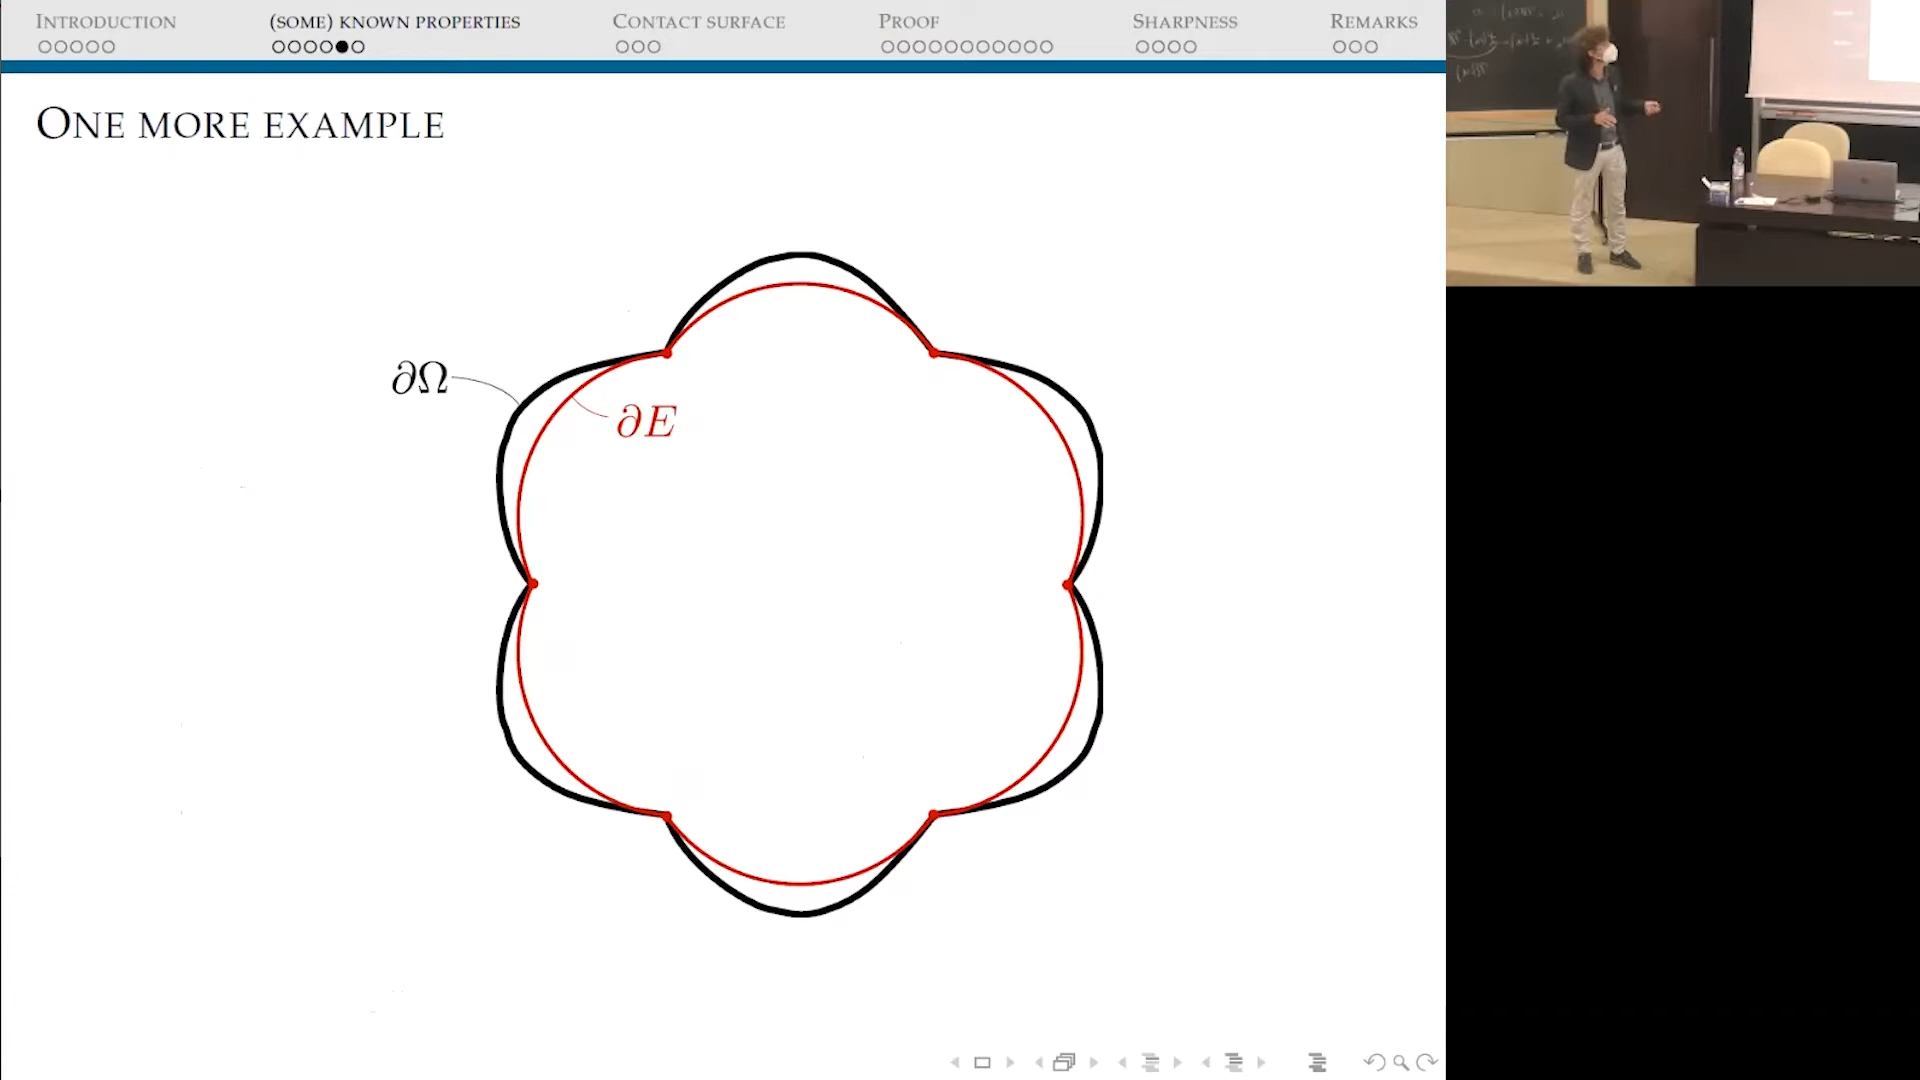 INTRODUCTION (SOME) KNOWN PROPERTIES CONTACT SURFACE PROOF SHARPNESS REMARKS
ONE MORE EXAMPLE
∂Ω
∂E